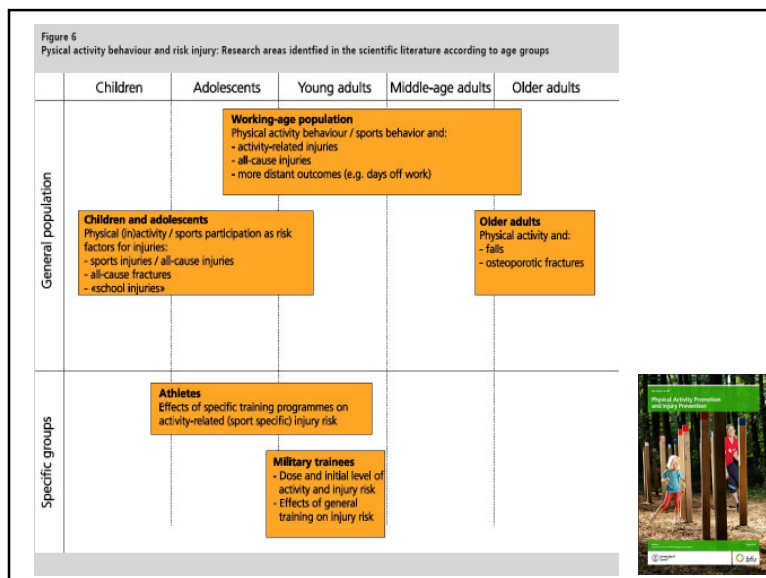 Figure 6
Pysical activity behaviour and risk injury: Research areas identfied in the scientific literature according to age groups
Children
Adolescents
Young adults
Middle-age adults
Older adults
General population
Working-age population
Physical activity behaviour / sports behavior and:
- activity-related injuries
- all-cause injuries
- more distant outcomes (e.g. days off work)
Children and adolescents
Physical (in)activity / sports participation as risk
factors for injuries:
- sports injuries / all-cause injuries
- all-cause fractures
- «school injuries»
Older adults
Physical activity and:
- falls
- osteoporotic fractures
Specific groups
Athletes
Effects of specific training programmes on
activity-related (sport specific) injury risk
Military trainees
- Dose and initial level of
activity and injury risk
- Effects of general
training on injury risk
Physical Activity Promotion
and Injury Prevention
bfu